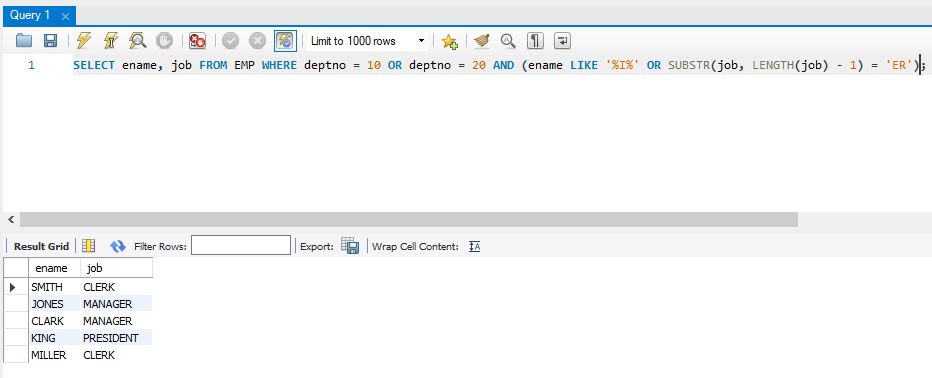 Query 1
Limit to 1000 rows
1 SELECT ename, job FROM EMP WHERE deptno = 10 OR deptno = 20 AND (ename LIKE '%I%' OR SUBSTR(job, LENGTH(job) - 1) = 'ER');
Result Grid Filter Rows: Export: Wrap Cell Content: IA
ename job
SMITH CLERK
JONES MANAGER
CLARK MANAGER
KING PRESIDENT
MILLER CLERK